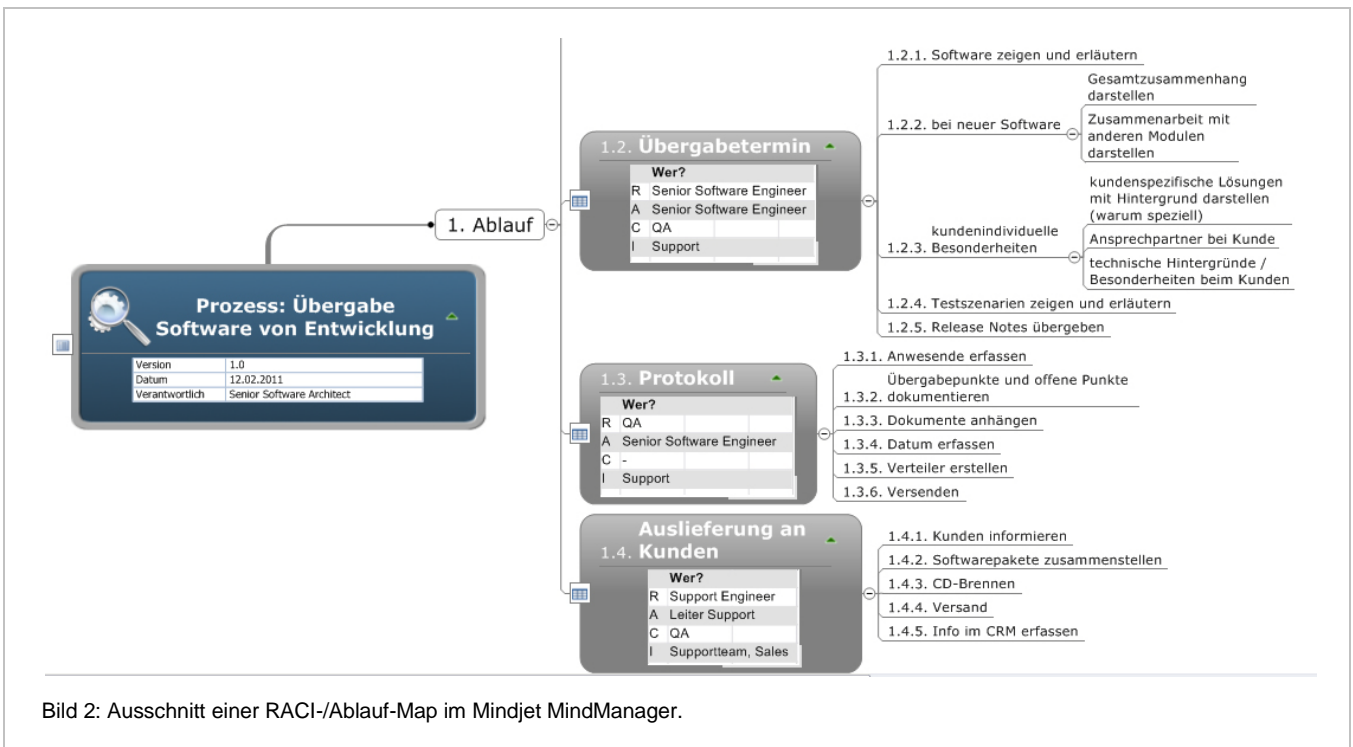 Prozess: Übergabe
Software von Entwicklung
Version 1.0
Datum 12.02.2011
Verantwortlich Senior Software Architect
1. Ablauf
1.2. Übergabetermin
Wer?
R Senior Software Engineer
A Senior Software Engineer
C QA
I Support
1.2.1. Software zeigen und erläutern
1.2.2. bei neuer Software
Gesamtzusammenhang
darstellen
Zusammenarbeit mit
anderen Modulen
darstellen
kundenindividuelle
1.2.3. Besonderheiten
kundenspezifische Lösungen
mit Hintergrund darstellen
(warum speziell)
Ansprechpartner bei Kunde
technische Hintergründe /
Besonderheiten beim Kunden
1.2.4. Testszenarien zeigen und erläutern
1.2.5. Release Notes übergeben
1.3. Protokoll
Wer?
R QA
A Senior Software Engineer
C -
I Support
1.3.1. Anwesende erfassen
Übergabepunkte und offene Punkte
1.3.2. dokumentieren
1.3.3. Dokumente anhängen
1.3.4. Datum erfassen
1.3.5. Verteiler erstellen
1.3.6. Versenden
Auslieferung an
1.4. Kunden
Wer?
R Support Engineer
A Leiter Support
C QA
I Supportteam, Sales
1.4.1. Kunden informieren
1.4.2. Softwarepakete zusammenstellen
1.4.3. CD-Brennen
1.4.4. Versand
1.4.5. Info im CRM erfassen
Bild 2: Ausschnitt einer RACI-/Ablauf-Map im Mindjet MindManager.